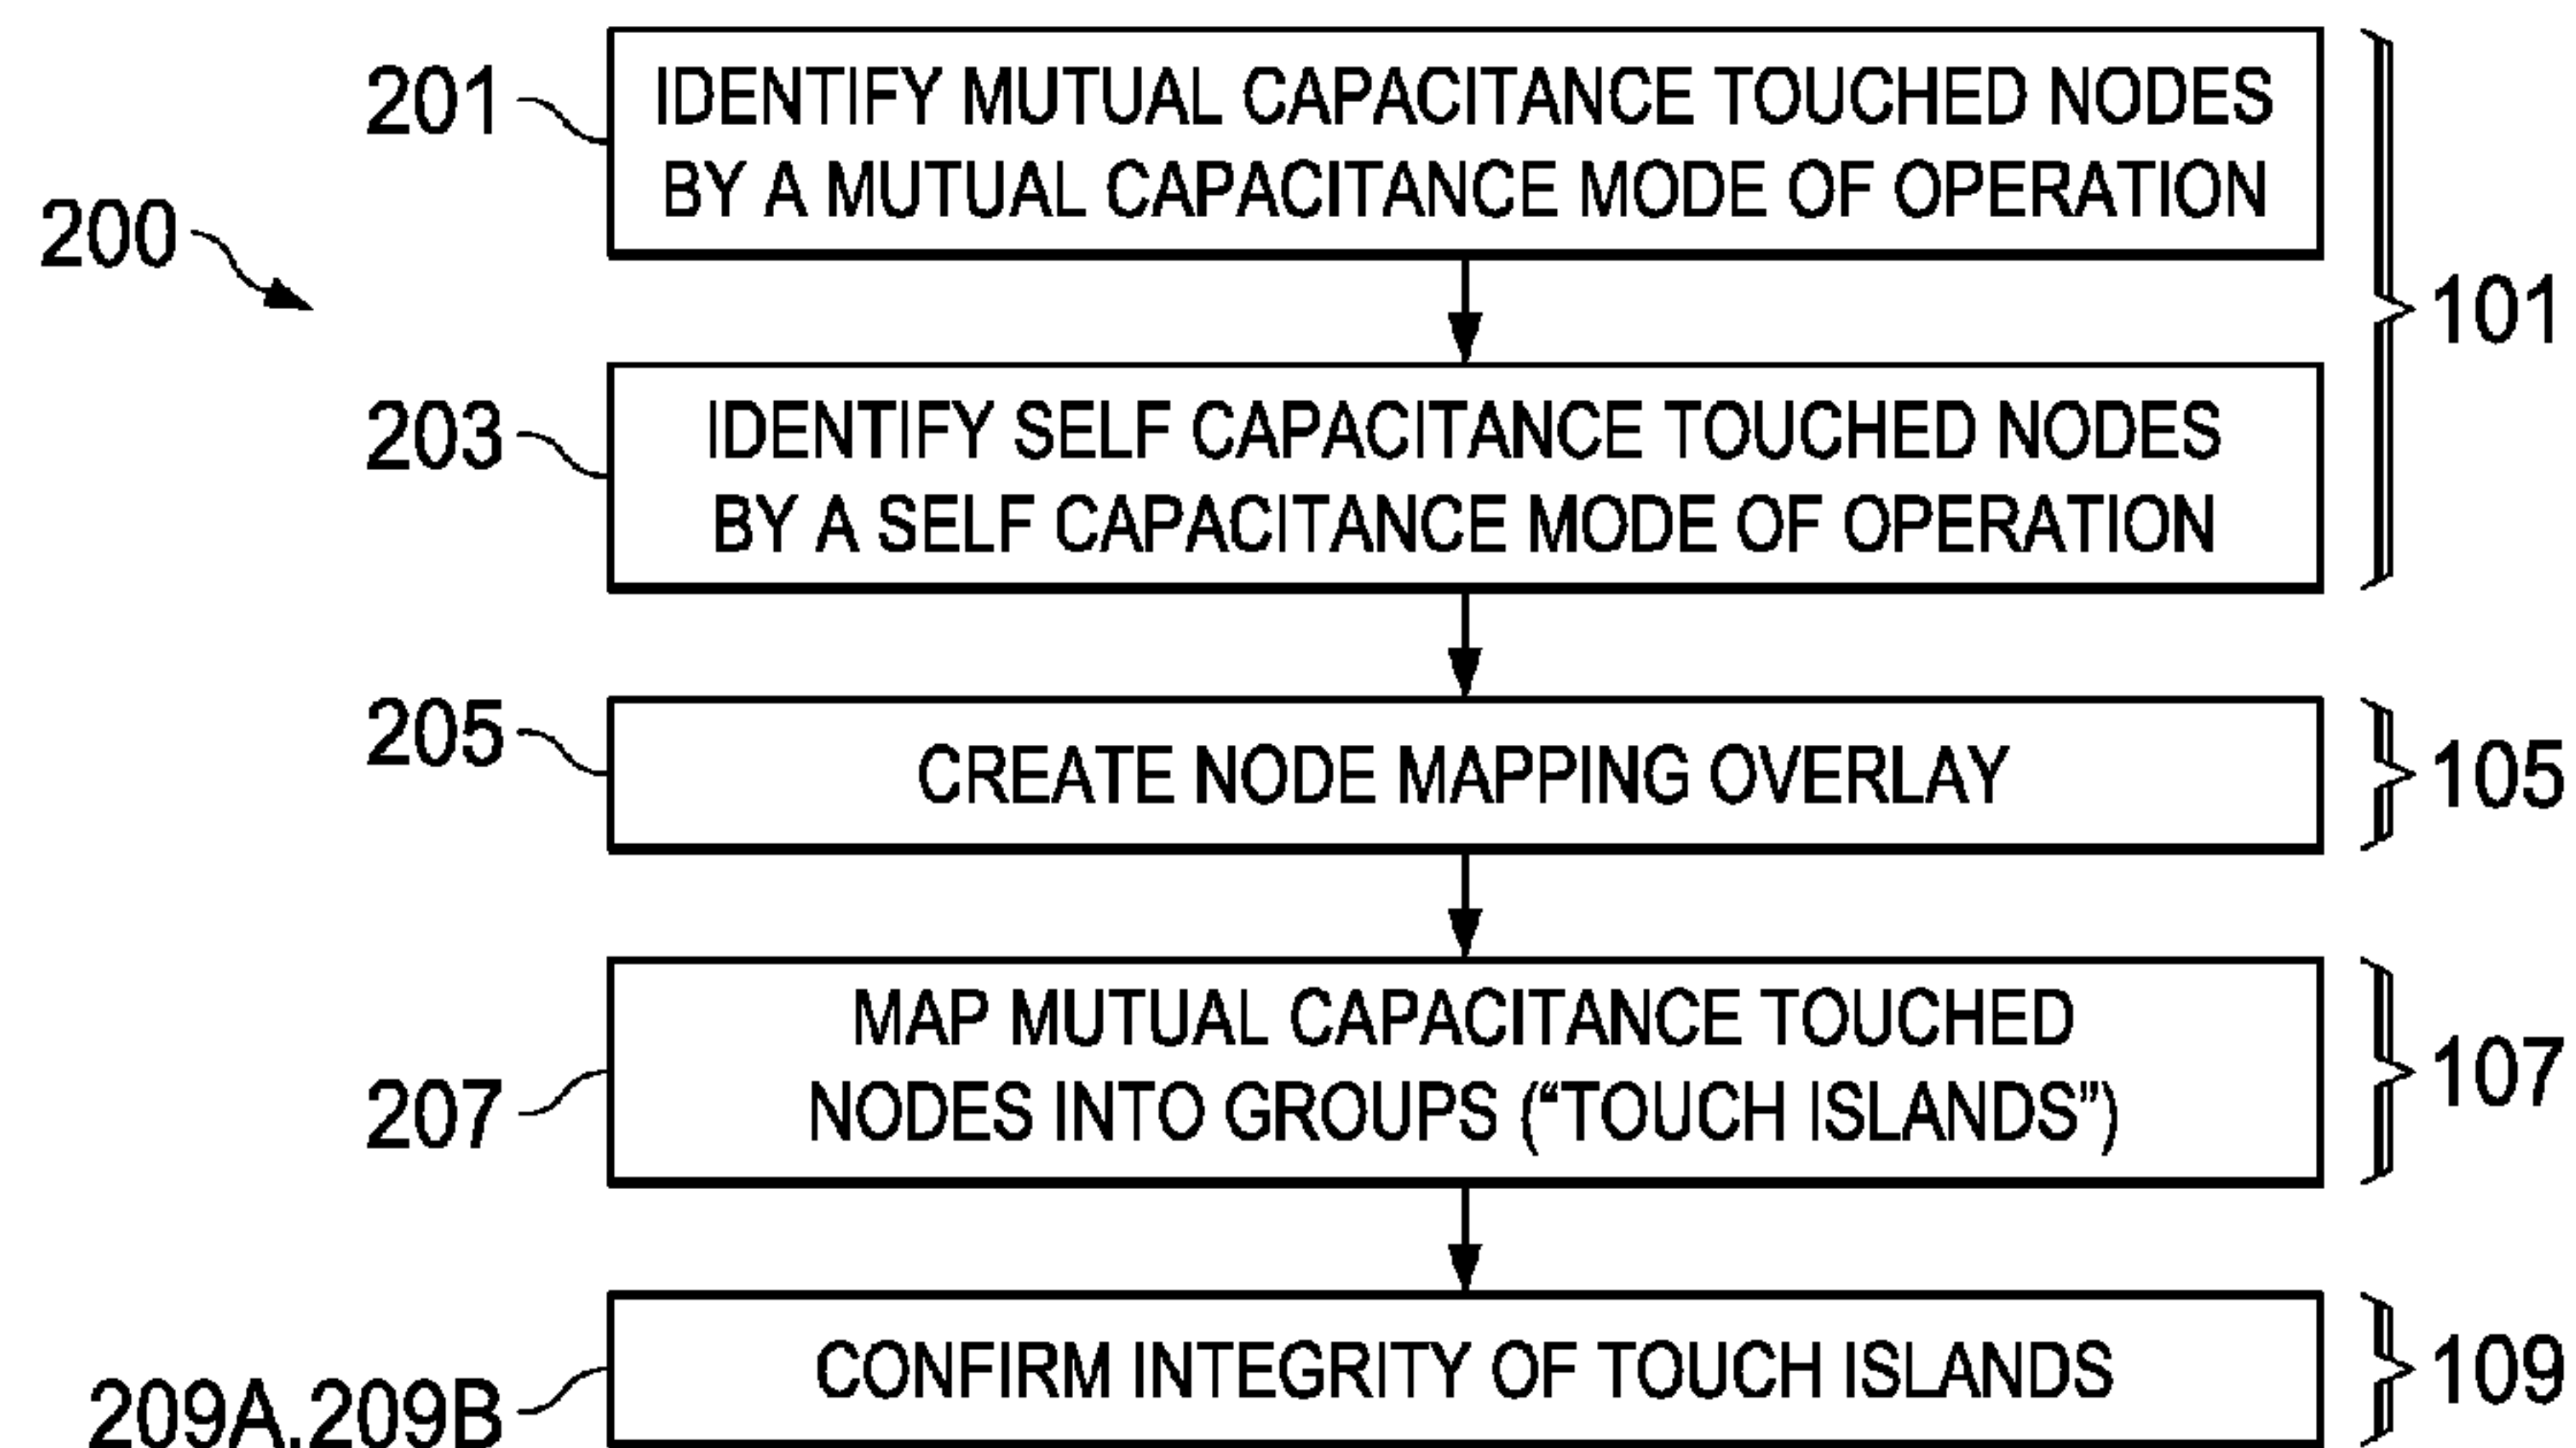 201
IDENTIFY MUTUAL CAPACITANCE TOUCHED NODES
BY A MUTUAL CAPACITANCE MODE OF OPERATION
200
101
203
IDENTIFY SELF CAPACITANCE TOUCHED NODES
BY A SELF CAPACITANCE MODE OF OPERATION
205
CREATE NODE MAPPING OVERLAY
105
MAP MUTUAL CAPACITANCE TOUCHED
NODES INTO GROUPS (“TOUCH ISLANDS”)
207
107
CONFIRM INTEGRITY OF TOUCH ISLANDS
209A,209B
109